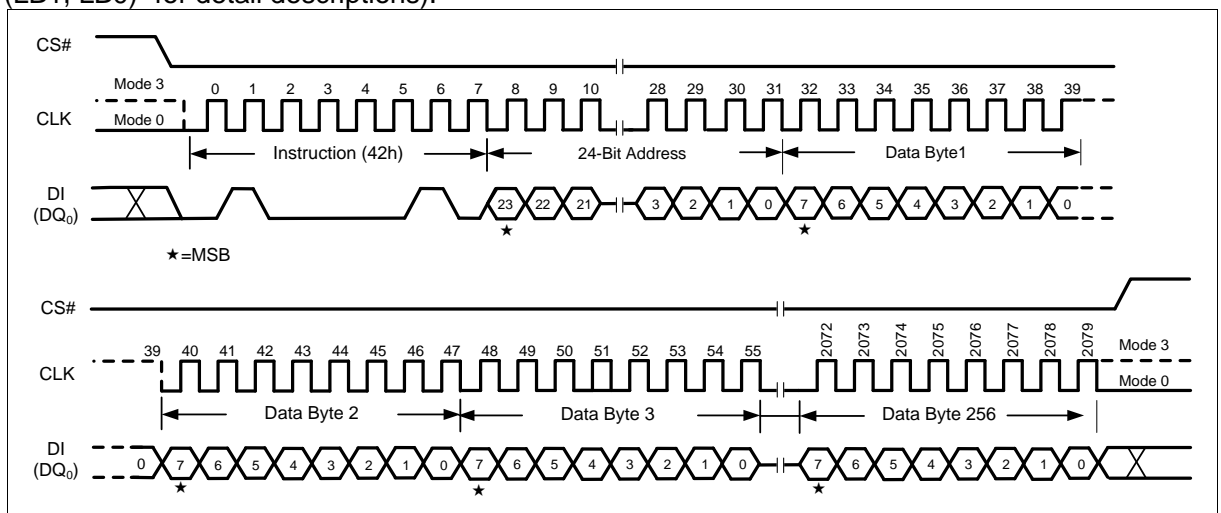 (LB1, LB0)" for detail descriptions).
CS#
Mode 3
0 1 2 3 4 5 6 7 8 9 10 28 29 30 31 32 33 34 35 36 37 38 39
CLK
Mode 0
Instruction (42h) 24-Bit Address Data Byte1
DI
(DQ0)
23 22 21 3 2 1 0 7 6 5 4 3 2 1 0
★ ★
★=MSB
CS#
39 40 41 42 43 44 45 46 47 48 49 50 51 52 53 54 55 2072 2073 2074 2075 2076 2077 2078 2079
Mode 3
CLK
Mode 0
Data Byte 2 Data Byte 3 Data Byte 256
DI
(DQ0)
0 7 6 5 4 3 2 1 0 7 6 5 4 3 2 1 0 7 6 5 4 3 2 1 0
★ ★ ★